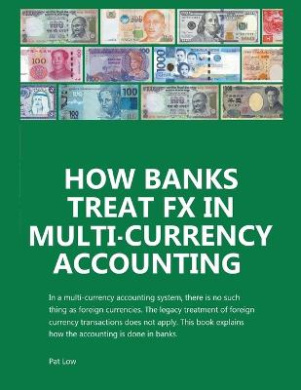 HOW BANKS
TREAT FX IN
MULTI-CURRENCY
ACCOUNTING
In a multi-currency accounting system, there is no such
thing as foreign currencies. The legacy treatment of foreign
currency transactions does not apply. This book explains
how the accounting is done in banks.
Pat Low